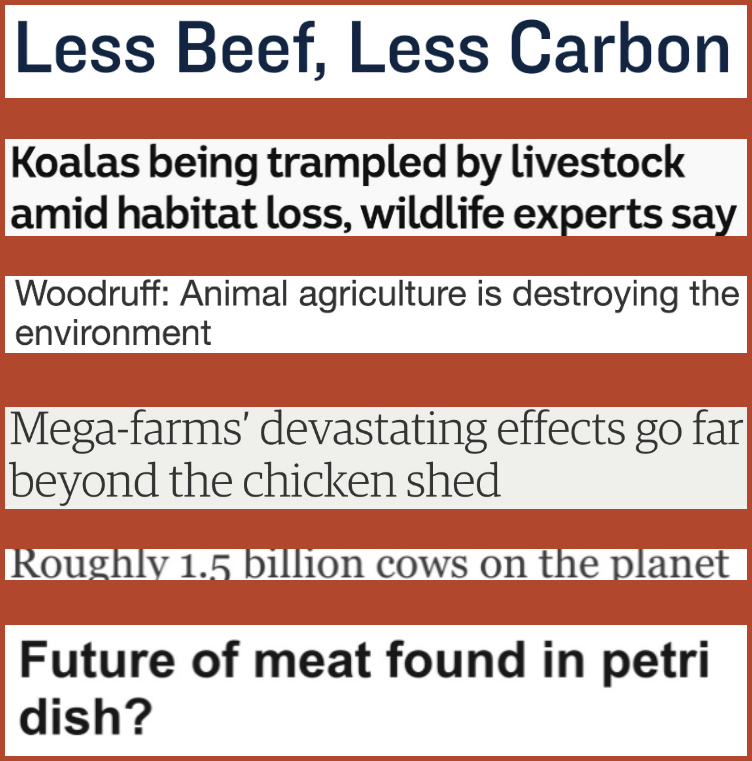 Less Beef, Less Carbon
Koalas being trampled by livestock
amid habitat loss, wildlife experts say
Woodruff: Animal agriculture is destroying the
environment
Mega-farms’ devastating effects go far
beyond the chicken shed
Roughly 1.5 billion cows on the planet
Future of meat found in petri
dish?